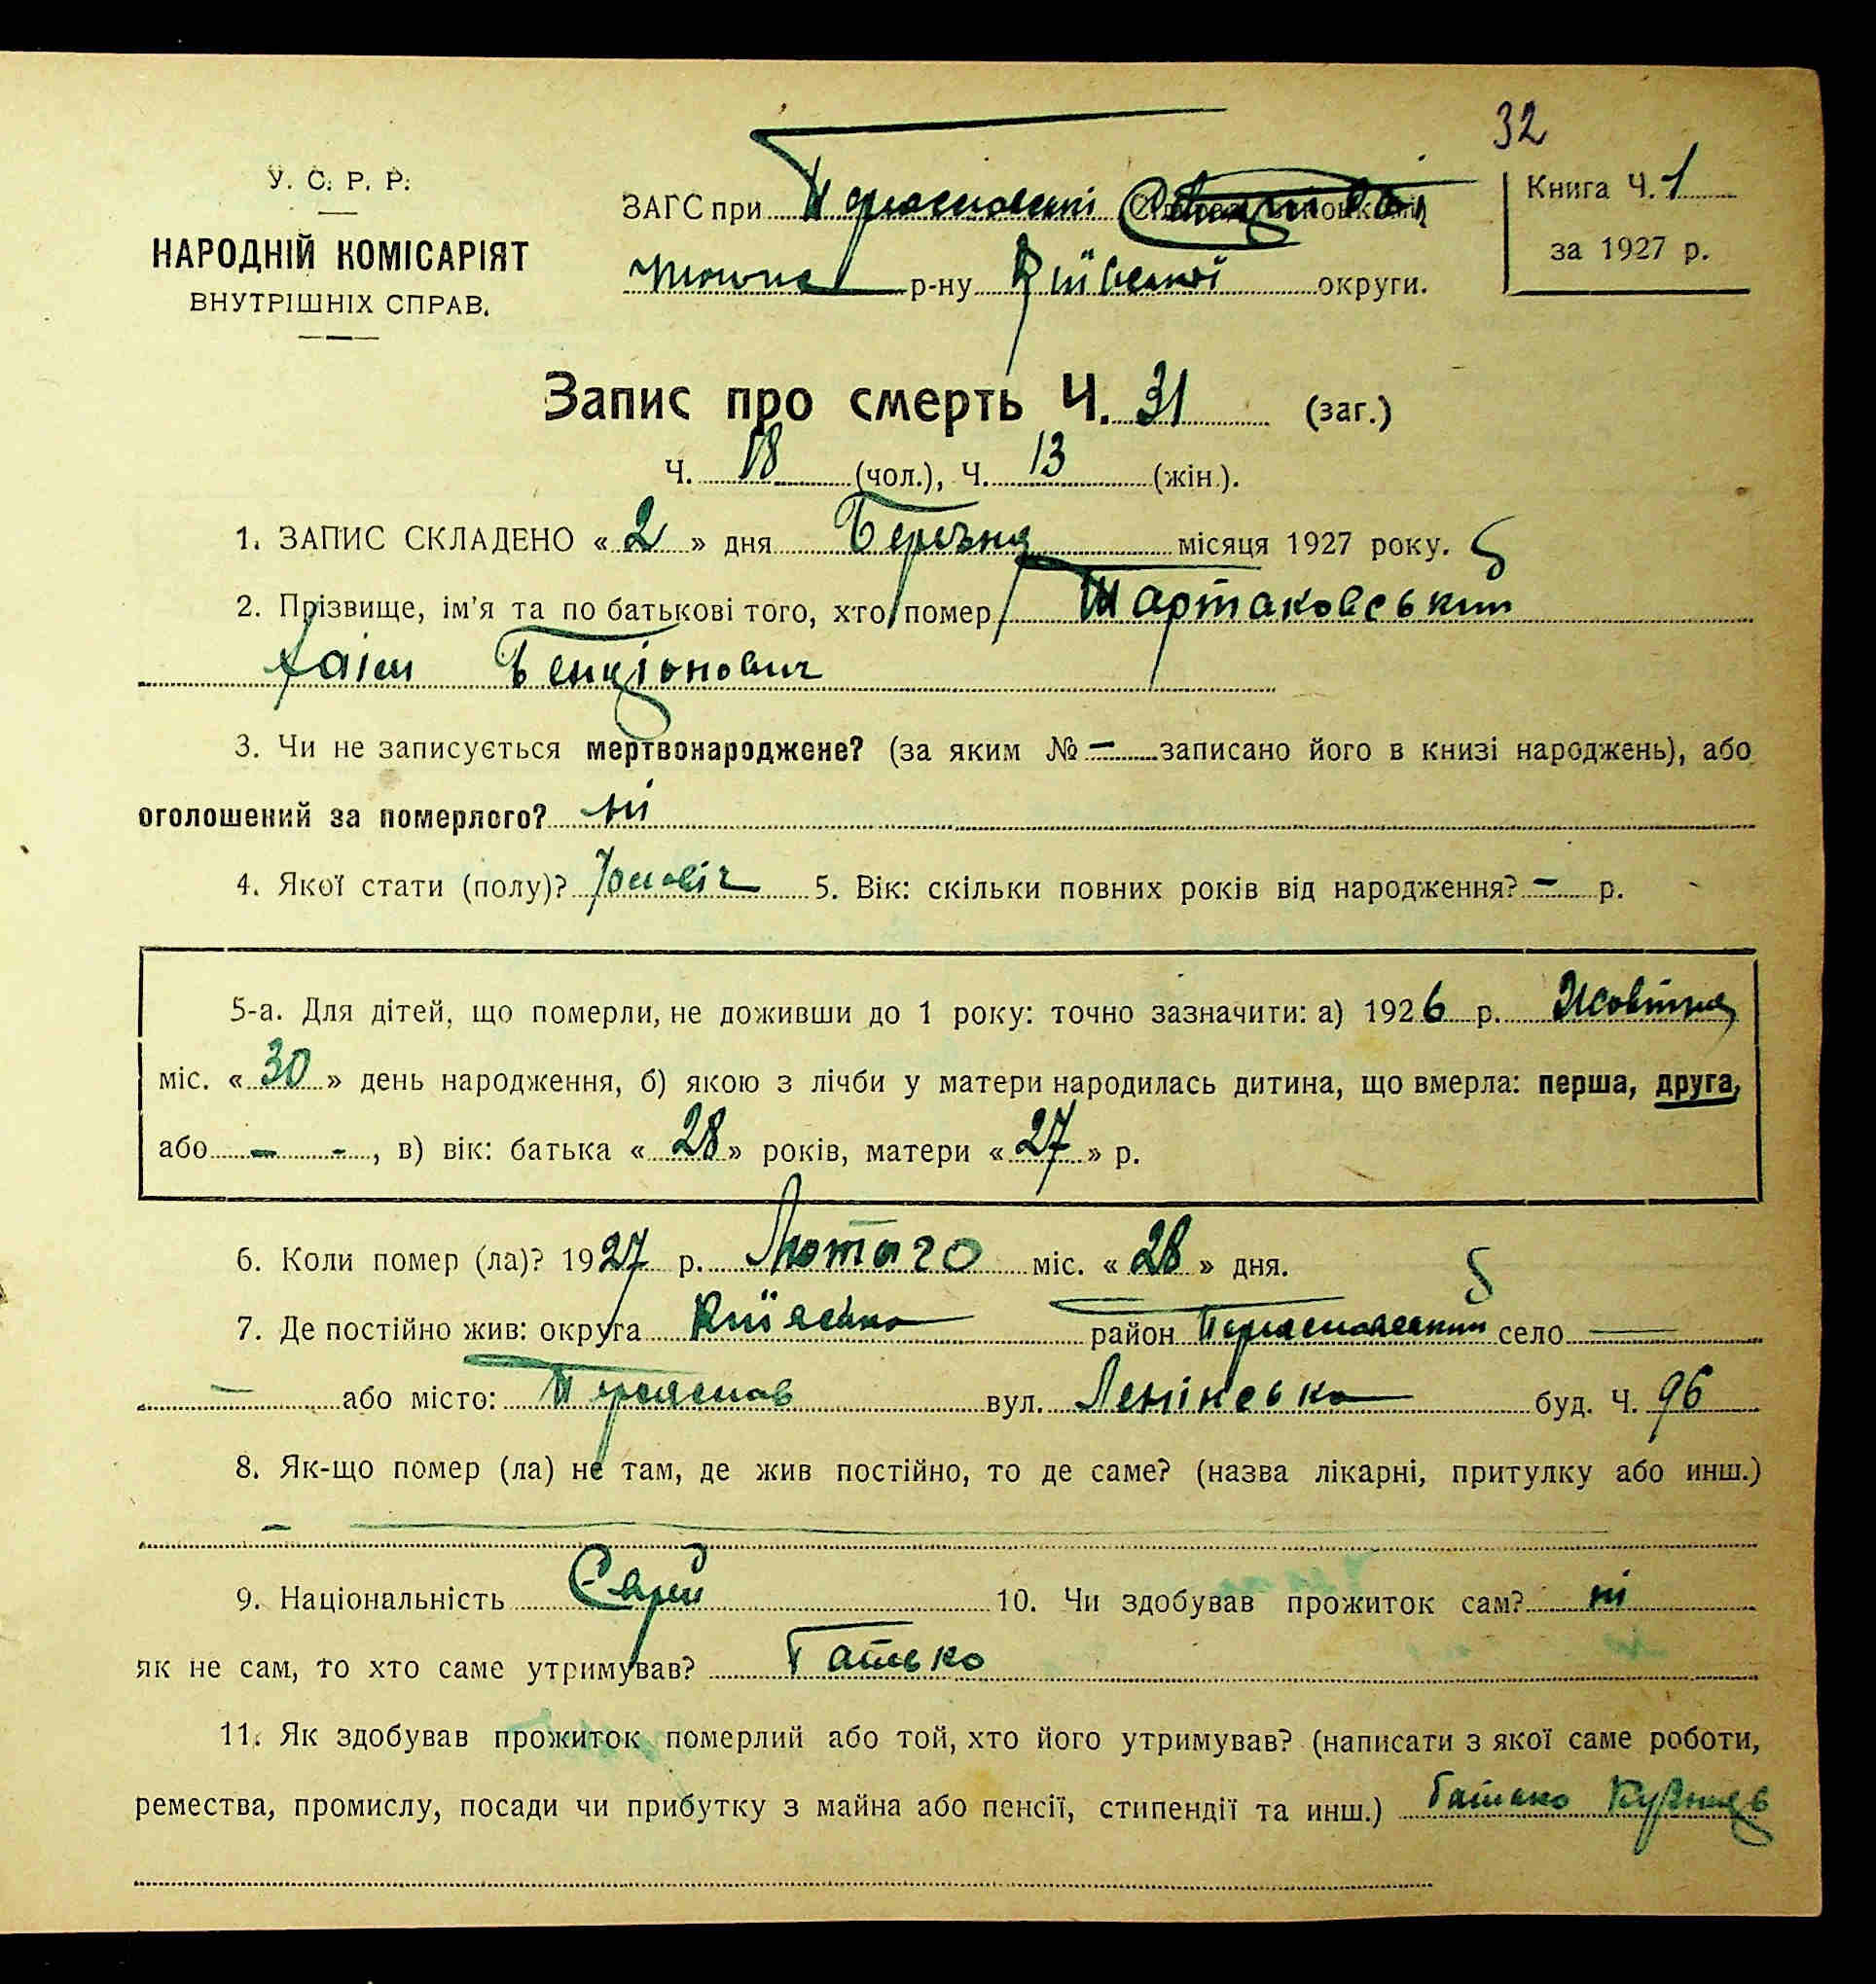 32
У. С. Р. Р.
НАРОДНІЙ КОМІСАРІЯТ
ВНУТРІШНІХ СПРАВ.
ЗАГС при Переяславській
р-ну Київської округи.
Книга Ч. 1
за 1927 р.
Запис про смерть Ч. 31 (заг.)
Ч. 18 (чол.), Ч. 13 (жін.).
1. ЗАПИС СКЛАДЕНО « 2 » дня Березня місяця 1927 року.
2. Прізвище, ім'я та по батькові того, хто помер Тартаковський
Хаім Бенціонович
3. Чи не записується мертвонароджене? (за яким № — записано його в книзі народжень), або
оголошений за померлого? ні
4. Якої стати (полу)? Чоловіч 5. Вік: скільки повних років від народження? — р.
5-а. Для дітей, що померли, не доживши до 1 року: точно зазначити: а) 1926 р. Жовтня
міс. « 30 » день народження, б) якою з лічби у матери народилась дитина, що вмерла: перша, друга,
або — -, в) вік: батька « 28 » років, матери « 27 » р.
6. Коли помер (ла)? 1927 р. Лютого міс. « 28 » дня.
7. Де постійно жив: округа Київська район Переяславський село —
— або місто: Переяслав вул. Ленінська буд. Ч. 96
8. Як-що помер (ла) не там, де жив постійно, то де саме? (назва лікарні, притулку або инш.)
—
9. Національність Єврей 10. Чи здобував прожиток сам? ні
як не сам, то хто саме утримував? Батько
11. Як здобував прожиток померлий або той, хто його утримував? (написати з якої саме роботи,
ремества, промислу, посади чи прибутку з майна або пенсії, стипендії та инш.) батько Кузнець